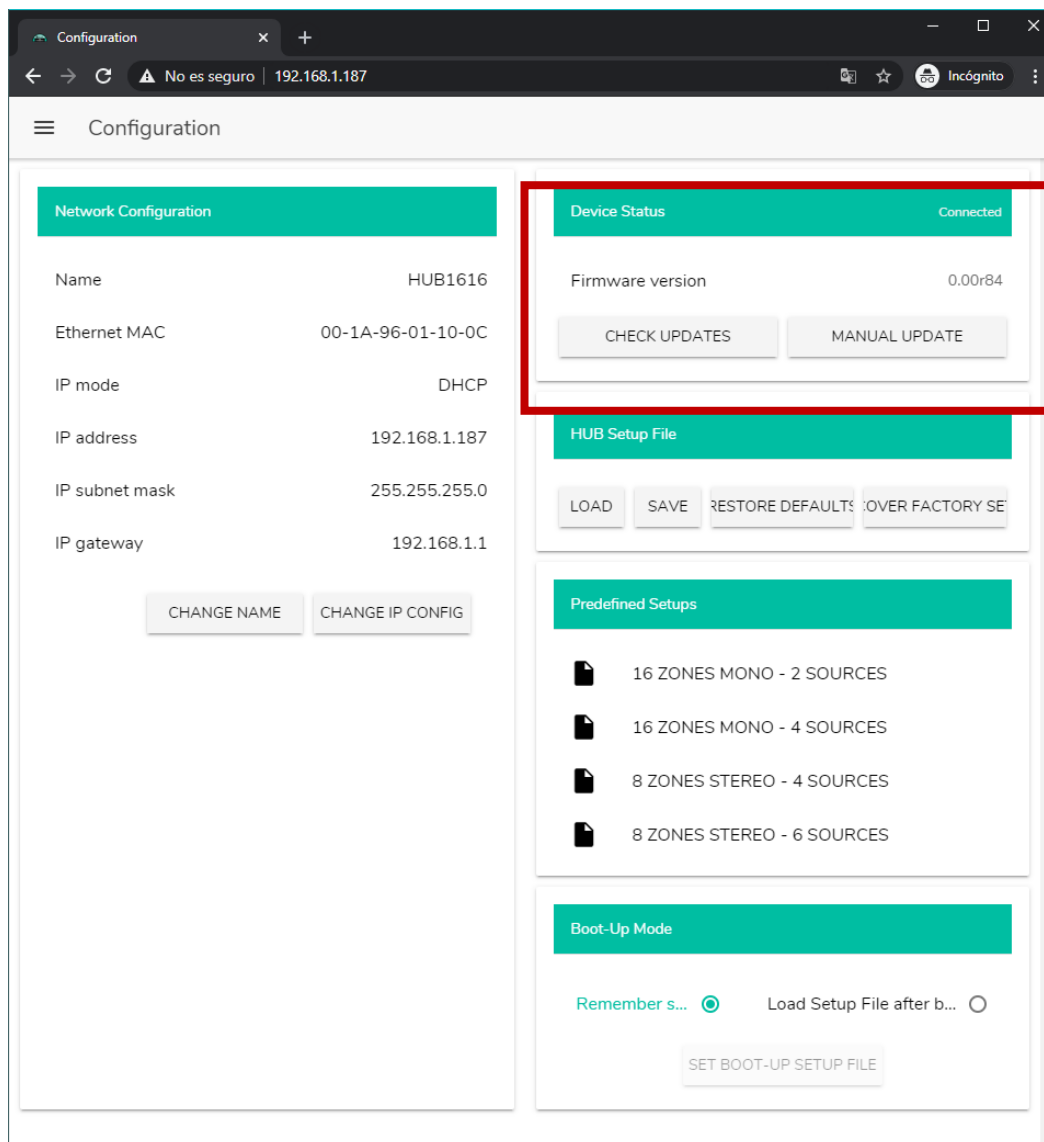 Configuration
No es seguro | 192.168.1.187
Incógnito
Configuration
Network Configuration
Name HUB1616
Ethernet MAC 00-1A-96-01-10-0C
IP mode DHCP
IP address 192.168.1.187
IP subnet mask 255.255.255.0
IP gateway 192.168.1.1
CHANGE NAME CHANGE IP CONFIG
Device Status Connected
Firmware version 0.00r84
CHECK UPDATES MANUAL UPDATE
HUB Setup File
LOAD SAVE RESTORE DEFAULTS COVER FACTORY SE
Predefined Setups
16 ZONES MONO - 2 SOURCES
16 ZONES MONO - 4 SOURCES
8 ZONES STEREO - 4 SOURCES
8 ZONES STEREO - 6 SOURCES
Boot-Up Mode
Remember s... Load Setup File after b...
SET BOOT-UP SETUP FILE